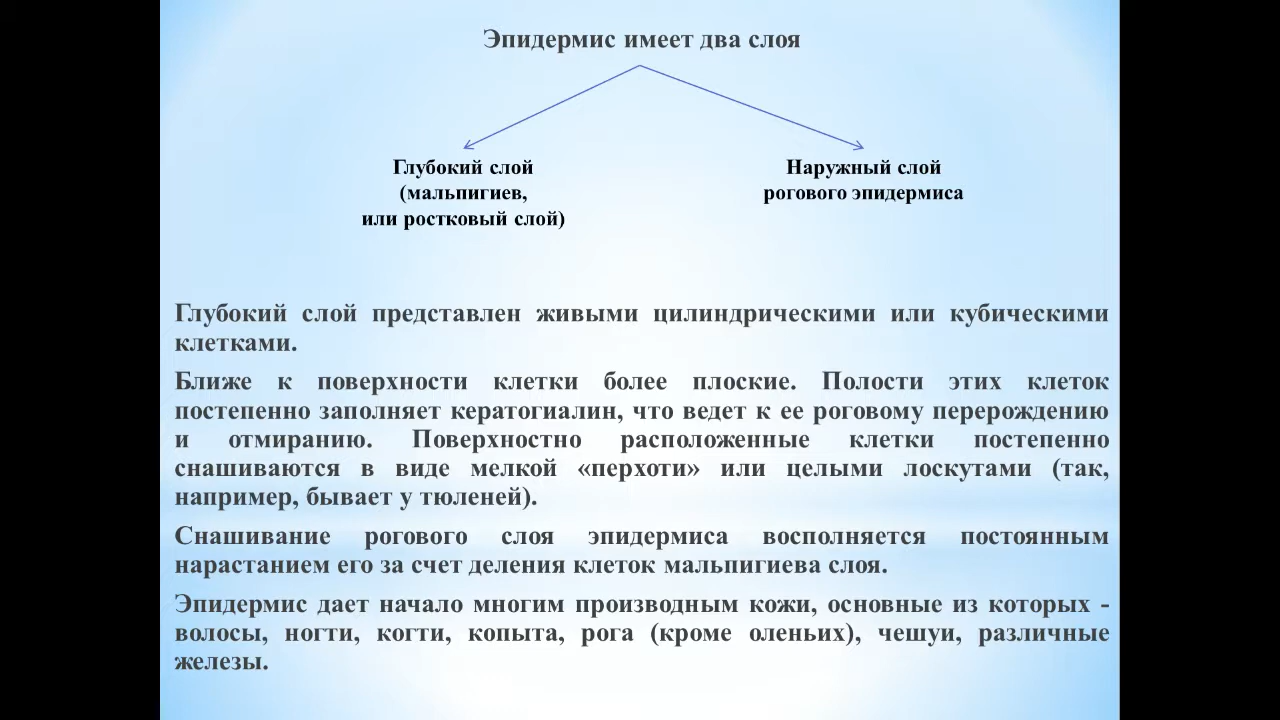 Эпидермис имеет два слоя
Глубокий слой
(мальпигиев,
или ростковый слой)
Наружный слой
рогового эпидермиса
Глубокий слой представлен живыми цилиндрическими или кубическими
клетками.
Ближе к поверхности клетки более плоские. Полости этих клеток
постепенно заполняет кератогиалин, что ведет к ее роговому перерождению
и отмиранию. Поверхностно расположенные клетки постепенно
снашиваются в виде мелкой «перхоти» или целыми лоскутами (так,
например, бывает у тюленей).
Снашивание рогового слоя эпидермиса восполняется постоянным
нарастанием его за счет деления клеток мальпигиева слоя.
Эпидермис дает начало многим производным кожи, основные из которых -
волосы, ногти, когти, копыта, рога (кроме оленьих), чешуи, различные
железы.